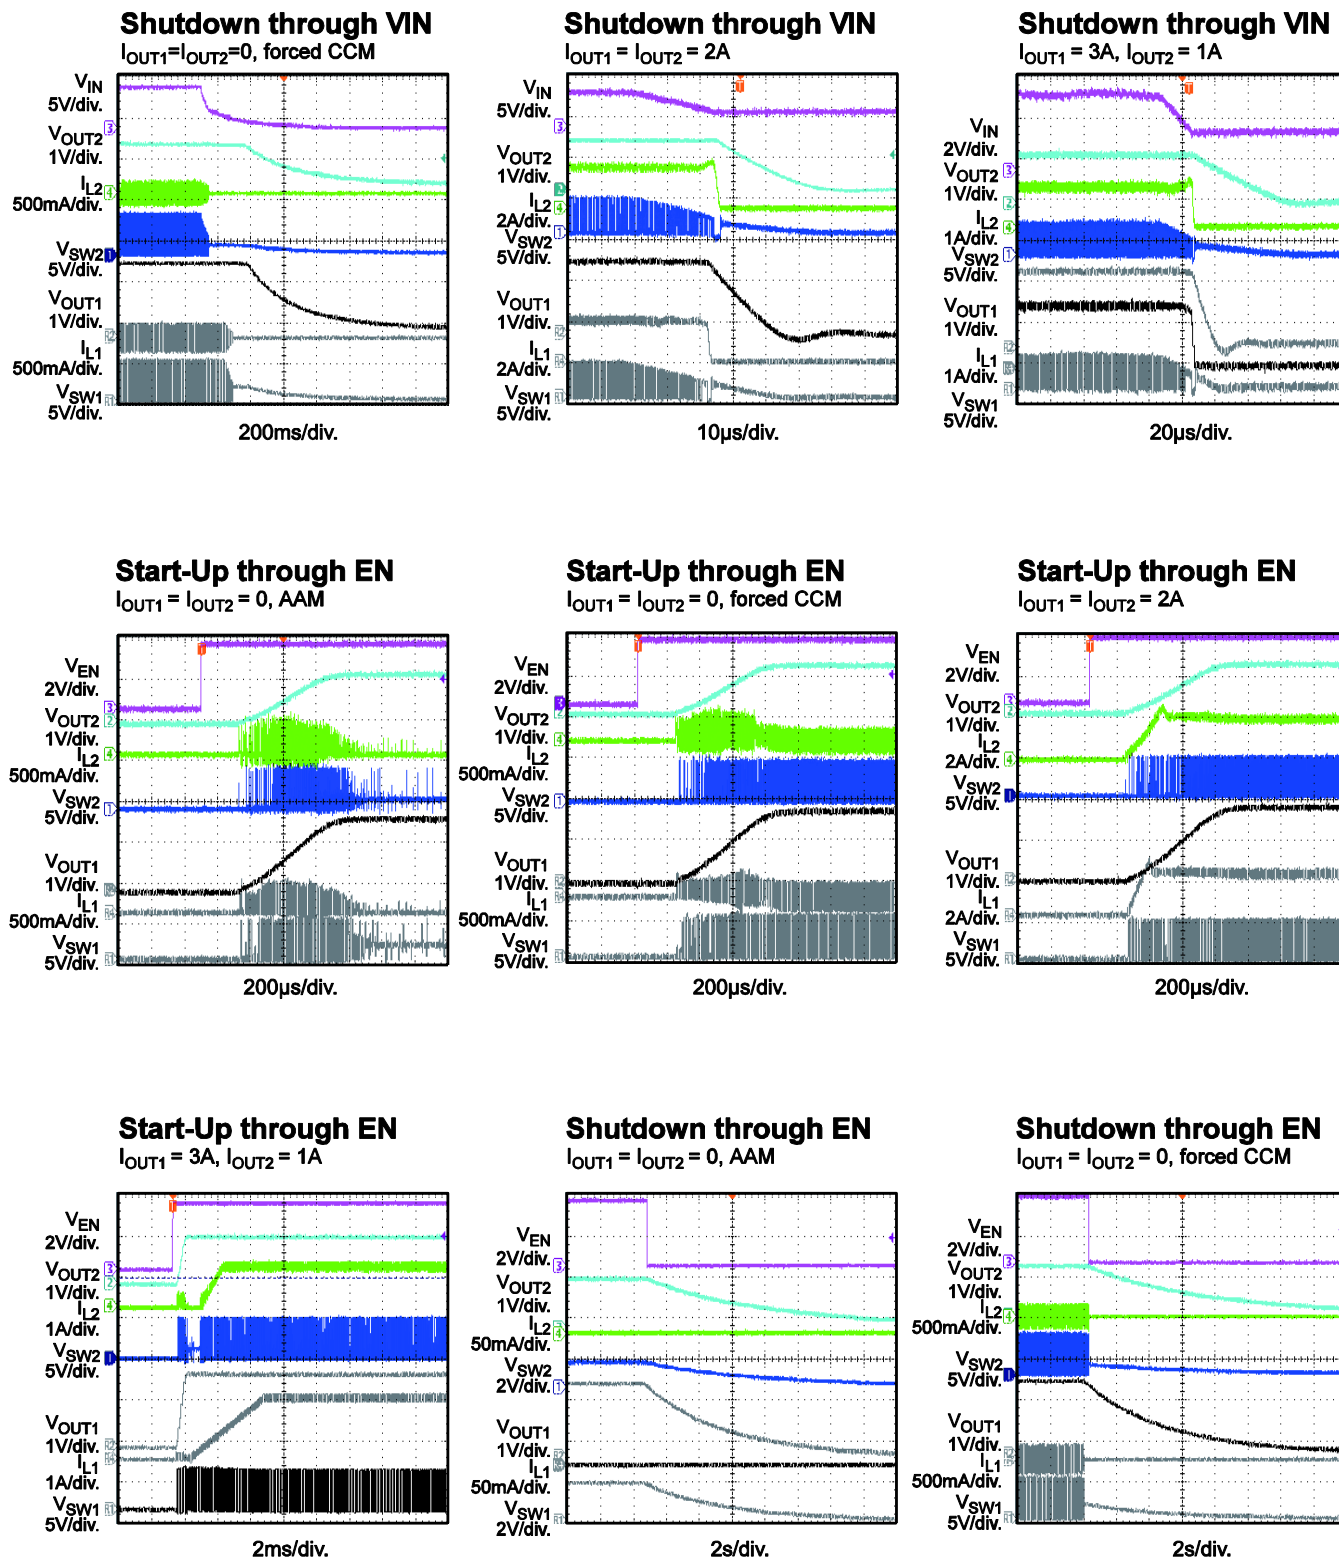 Shutdown through VIN
IOUT1=IOUT2=0, forced CCM
VIN
5V/div.
VOUT2
1V/div.
IL2
500mA/div.
VSW2
5V/div.
VOUT1
1V/div.
IL1
500mA/div.
VSW1
5V/div.
200ms/div.
Shutdown through VIN
IOUT1 = IOUT2 = 2A
VIN
5V/div.
VOUT2
1V/div.
IL2
2A/div.
VSW2
5V/div.
VOUT1
1V/div.
IL1
2A/div.
VSW1
5V/div.
10µs/div.
Shutdown through VIN
IOUT1 = 3A, IOUT2 = 1A
VIN
2V/div.
VOUT2
1V/div.
IL2
1A/div.
VSW2
5V/div.
VOUT1
1V/div.
IL1
1A/div.
VSW1
5V/div.
20µs/div.
Start-Up through EN
IOUT1 = IOUT2 = 0, AAM
VEN
2V/div.
VOUT2
1V/div.
IL2
500mA/div.
VSW2
5V/div.
VOUT1
1V/div.
IL1
500mA/div.
VSW1
5V/div.
200µs/div.
Start-Up through EN
IOUT1 = IOUT2 = 0, forced CCM
VEN
2V/div.
VOUT2
1V/div.
IL2
500mA/div.
VSW2
5V/div.
VOUT1
1V/div.
IL1
500mA/div.
VSW1
5V/div.
200µs/div.
Start-Up through EN
IOUT1 = IOUT2 = 2A
VEN
2V/div.
VOUT2
1V/div.
IL2
2A/div.
VSW2
5V/div.
VOUT1
1V/div.
IL1
2A/div.
VSW1
5V/div.
200µs/div.
Start-Up through EN
IOUT1 = 3A, IOUT2 = 1A
VEN
2V/div.
VOUT2
1V/div.
IL2
1A/div.
VSW2
5V/div.
VOUT1
1V/div.
IL1
1A/div.
VSW1
5V/div.
2ms/div.
Shutdown through EN
IOUT1 = IOUT2 = 0, AAM
VEN
2V/div.
VOUT2
1V/div.
IL2
50mA/div.
VSW2
2V/div.
VOUT1
1V/div.
IL1
50mA/div.
VSW1
2V/div.
2s/div.
Shutdown through EN
IOUT1 = IOUT2 = 0, forced CCM
VEN
2V/div.
VOUT2
1V/div.
IL2
500mA/div.
VSW2
5V/div.
VOUT1
1V/div.
IL1
500mA/div.
VSW1
5V/div.
2s/div.